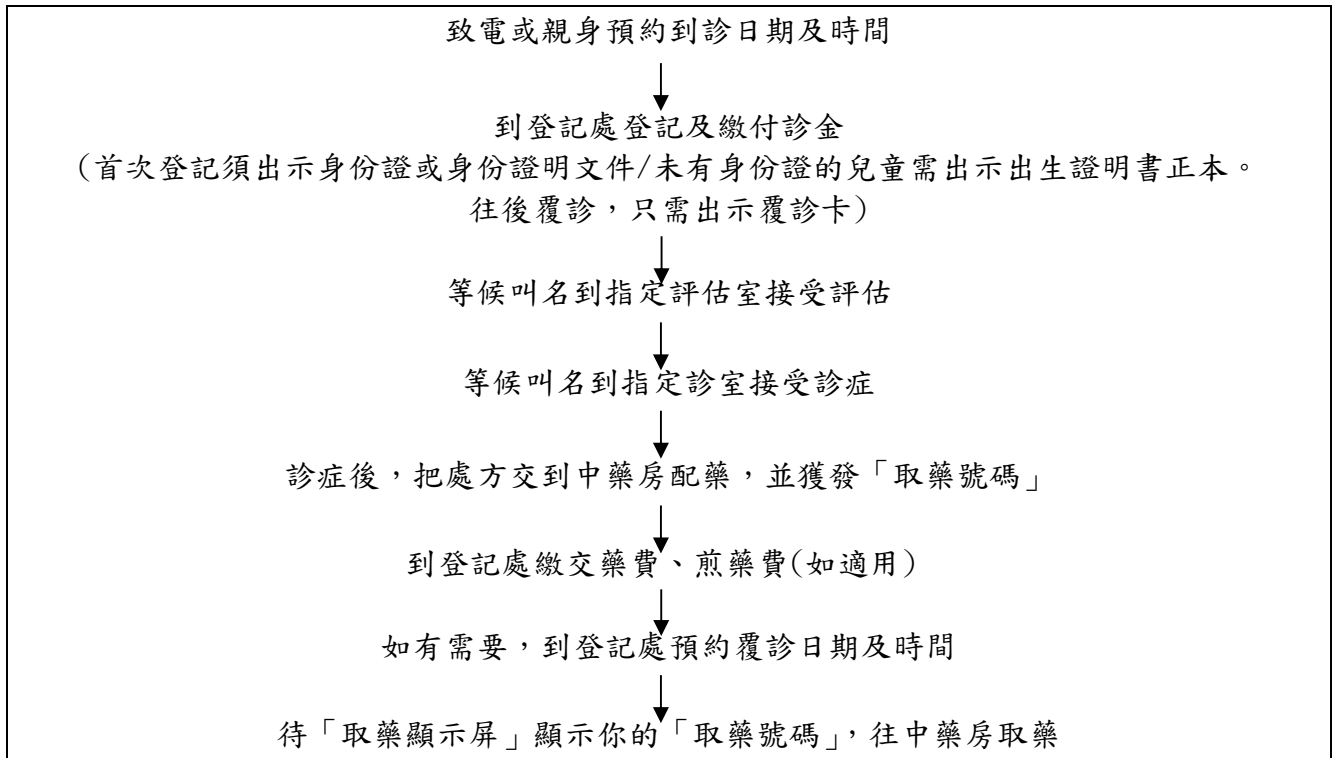 致電或親身預約到診日期及時間
到登記處登記及繳付診金
(首次登記須出示身份證或身份證明文件/未有身份證的兒童需出示出生證明書正本。
往後覆診，只需出示覆診卡)
等候叫名到指定評估室接受評估
等候叫名到指定診室接受診症
診症後，把處方交到中藥房配藥，並獲發「取藥號碼」
到登記處繳交藥費、煎藥費(如適用)
如有需要，到登記處預約覆診日期及時間
待「取藥顯示屏」顯示你的「取藥號碼」，往中藥房取藥